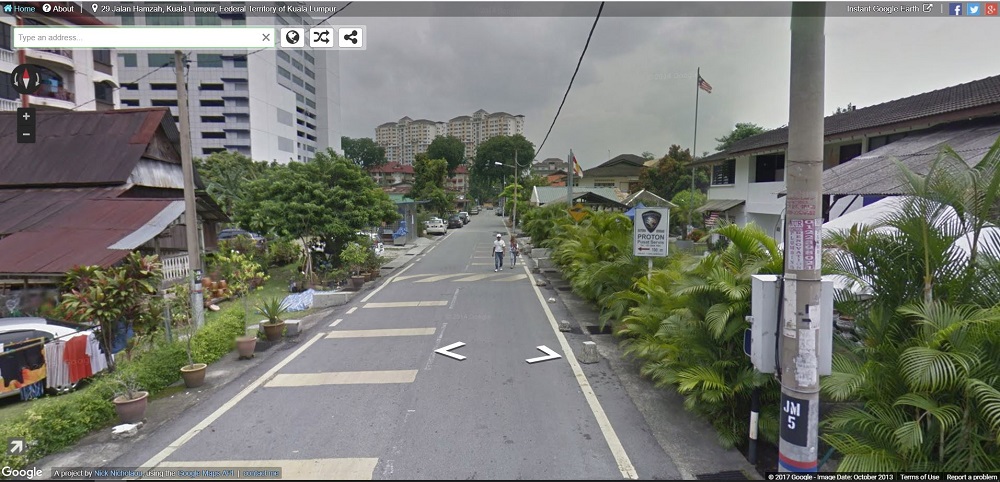 Home About 29 Jalan Hamzah, Kuala Lumpur, Federal Territory of Kuala Lumpur
Instant Google Earth
Type an address...
PROTON
JM
5
Google
A project by Nick Nicholaou, using the Google Maps API | contact me
© 2017 Google - Image Date: October 2013 Terms of Use Report a problem